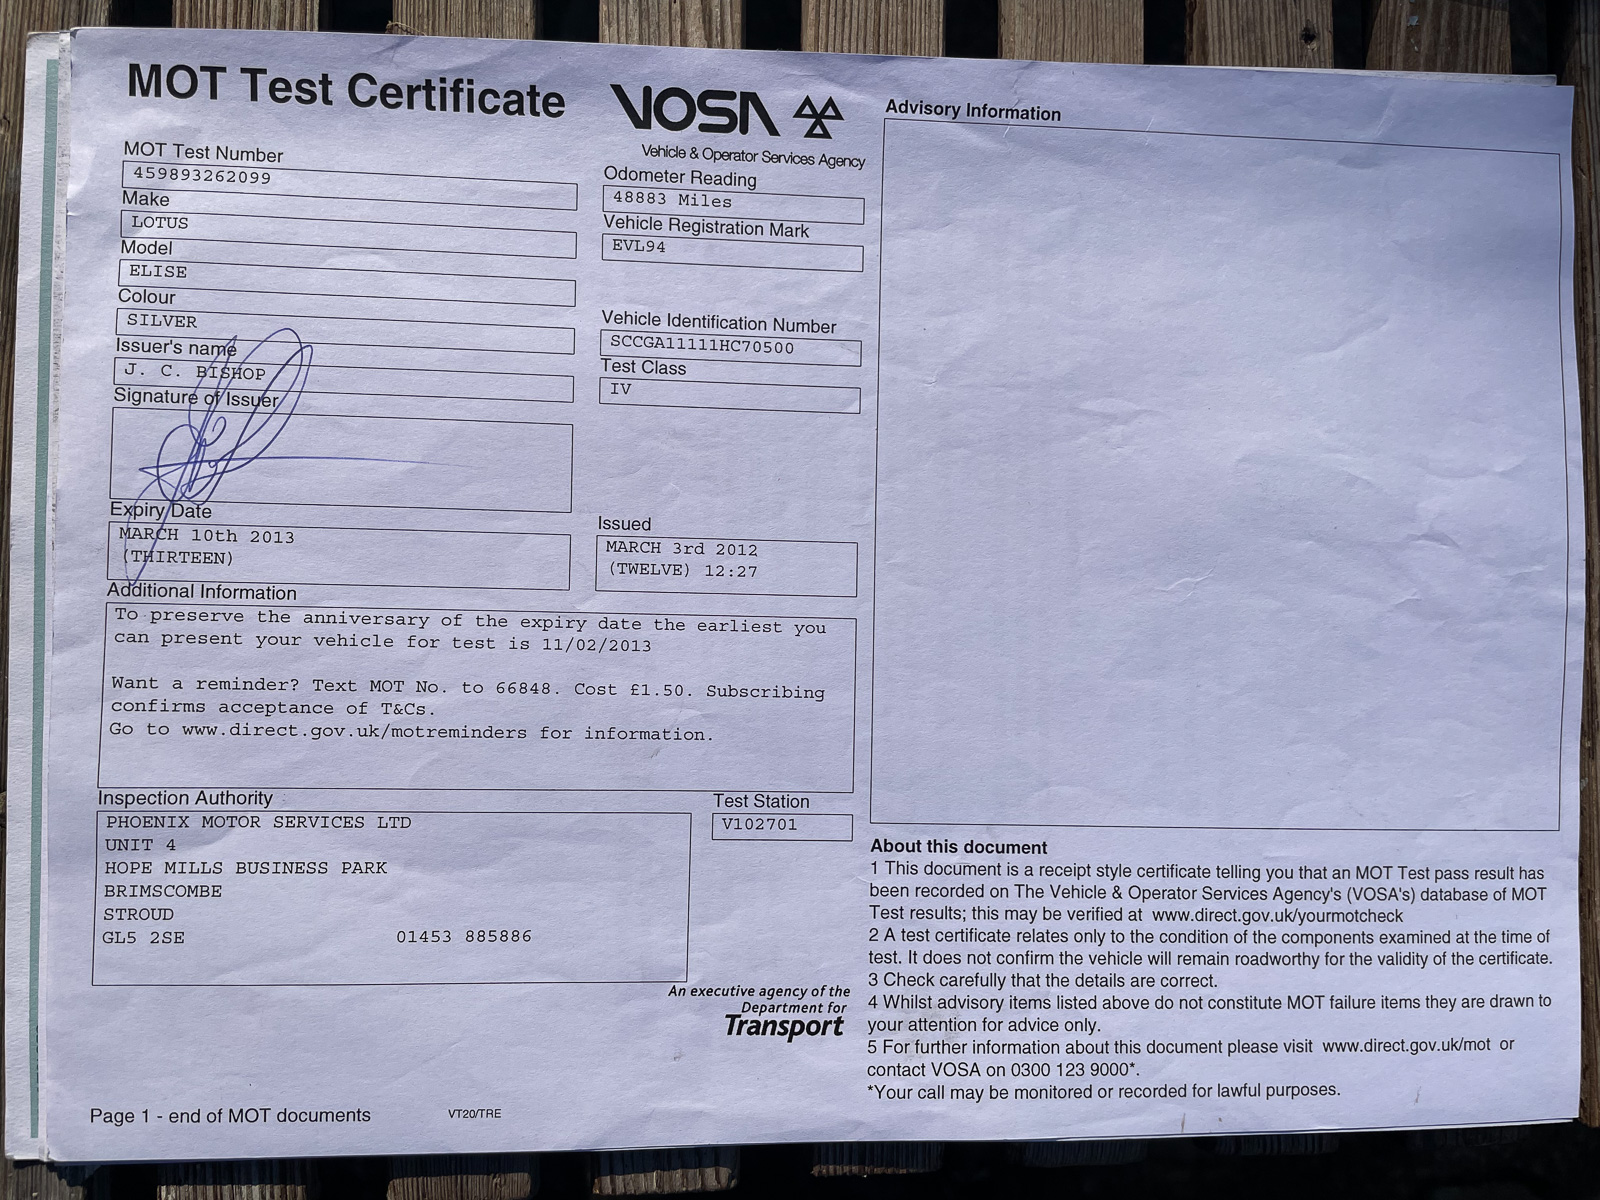 MOT Test Certificate
VOSA
Vehicle & Operator Services Agency
MOT Test Number
459893262099
Make
LOTUS
Model
ELISE
Colour
SILVER
Issuer's name
J. C. BISHOP
Signature of Issuer
Odometer Reading
48883 Miles
Vehicle Registration Mark
EVL94
Vehicle Identification Number
SCCGA11111HC70500
Test Class
IV
Expiry Date
MARCH 10th 2013
(THIRTEEN)
Issued
MARCH 3rd 2012
(TWELVE) 12:27
Additional Information
To preserve the anniversary of the expiry date the earliest you
can present your vehicle for test is 11/02/2013
Want a reminder? Text MOT No. to 66848. Cost £1.50. Subscribing
confirms acceptance of T&Cs.
Go to www.direct.gov.uk/motreminders for information.
Inspection Authority
PHOENIX MOTOR SERVICES LTD
UNIT 4
HOPE MILLS BUSINESS PARK
BRIMSCOMBE
STROUD
GL5 2SE 01453 885886
Test Station
V102701
An executive agency of the
Department for
Transport
Page 1 - end of MOT documents
VT20/TRE
Advisory Information
About this document
1 This document is a receipt style certificate telling you that an MOT Test pass result has
been recorded on The Vehicle & Operator Services Agency's (VOSA's) database of MOT
Test results; this may be verified at www.direct.gov.uk/yourmotcheck
2 A test certificate relates only to the condition of the components examined at the time of
test. It does not confirm the vehicle will remain roadworthy for the validity of the certificate.
3 Check carefully that the details are correct.
4 Whilst advisory items listed above do not constitute MOT failure items they are drawn to
your attention for advice only.
5 For further information about this document please visit www.direct.gov.uk/mot or
contact VOSA on 0300 123 9000*.
*Your call may be monitored or recorded for lawful purposes.